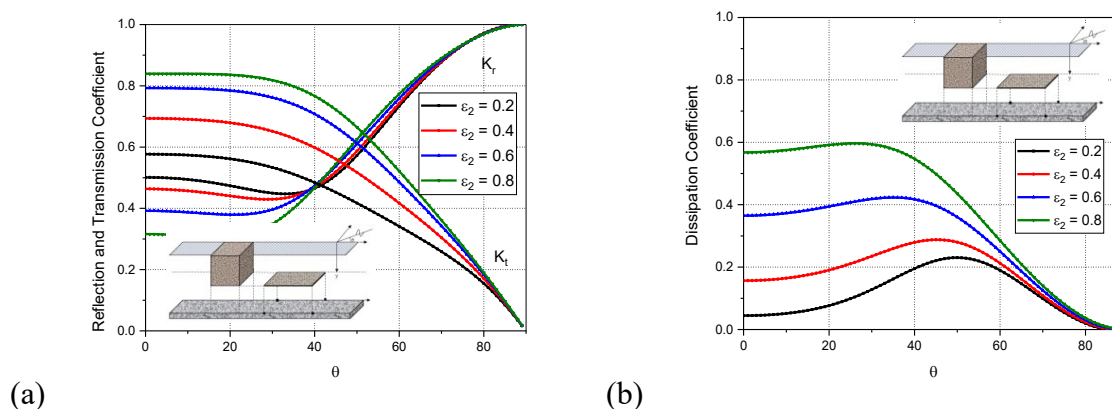 Reflection and Transmission Coefficient
1.0
0.8
0.6
0.4
0.2
0.0
K_r
ε₂ = 0.2
ε₂ = 0.4
ε₂ = 0.6
ε₂ = 0.8
K_t
0 20 40 60 80
θ
(a)
Dissipation Coefficient
1.0
0.8
0.6
0.4
0.2
0.0
ε₂ = 0.2
ε₂ = 0.4
ε₂ = 0.6
ε₂ = 0.8
0 20 40 60 80
θ
(b)